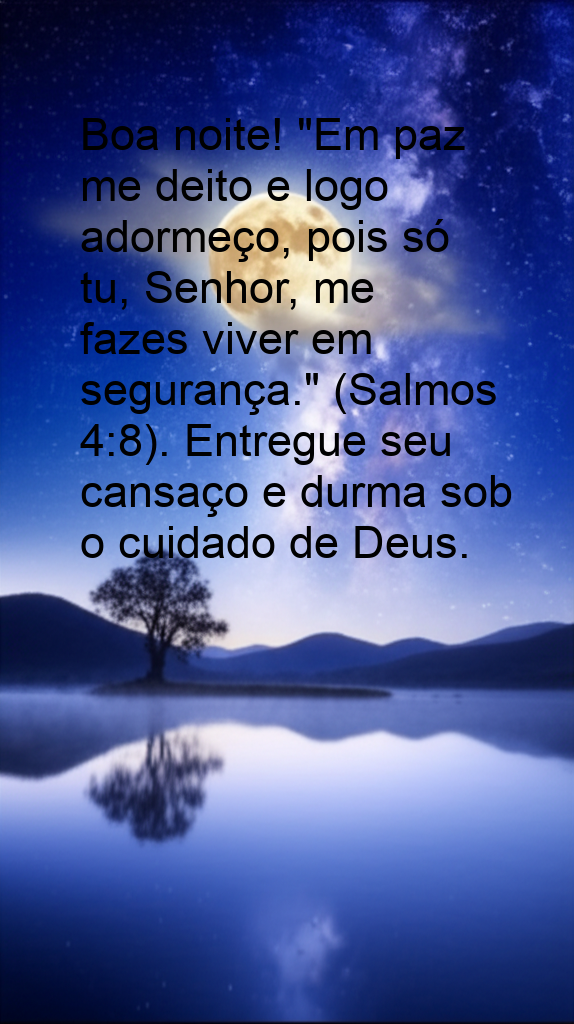 Boa noite! "Em paz
me deito e logo
adormeço, pois só
tu, Senhor, me
fazes viver em
segurança." (Salmos
4:8). Entregue seu
cansaço e durma sob
o cuidado de Deus.